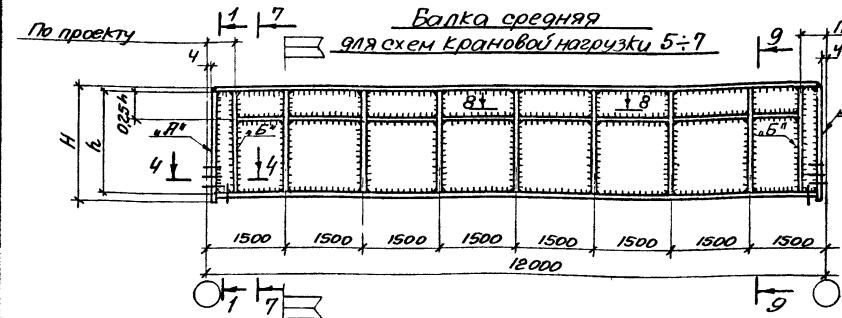 Балка средняя
для схем крановой нагрузки 5÷7
По проекту
1 7
9
4
4
H
h
0,25h
„А"
„Б"
8 8
„Б"
4 4
1500 1500 1500 1500 1500 1500 1500 1500
12000
1 7
9